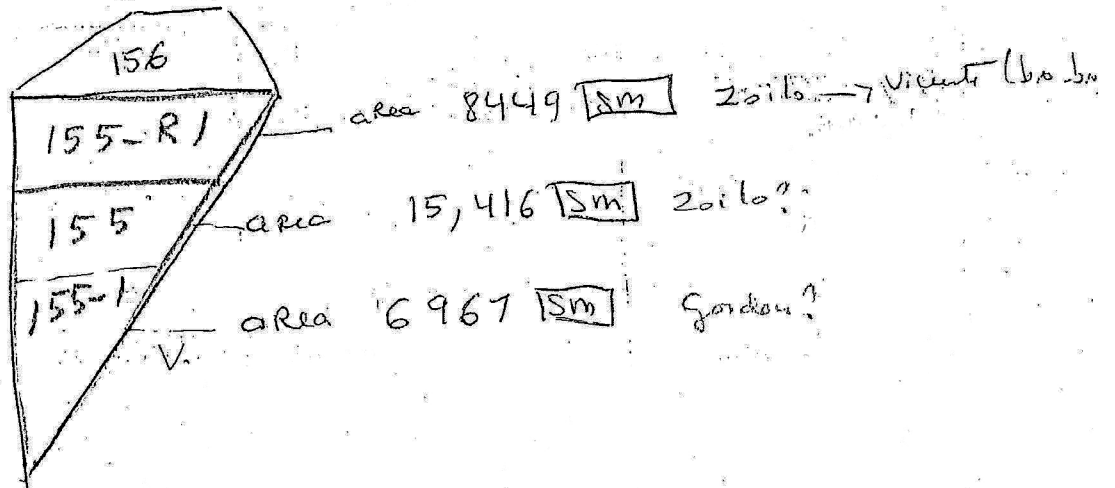 156
155-R1 area 8449 sm zoilo → Vicente
155 area 15,416 sm zoilo?
155-1 area 6967 sm Gordon?
V.